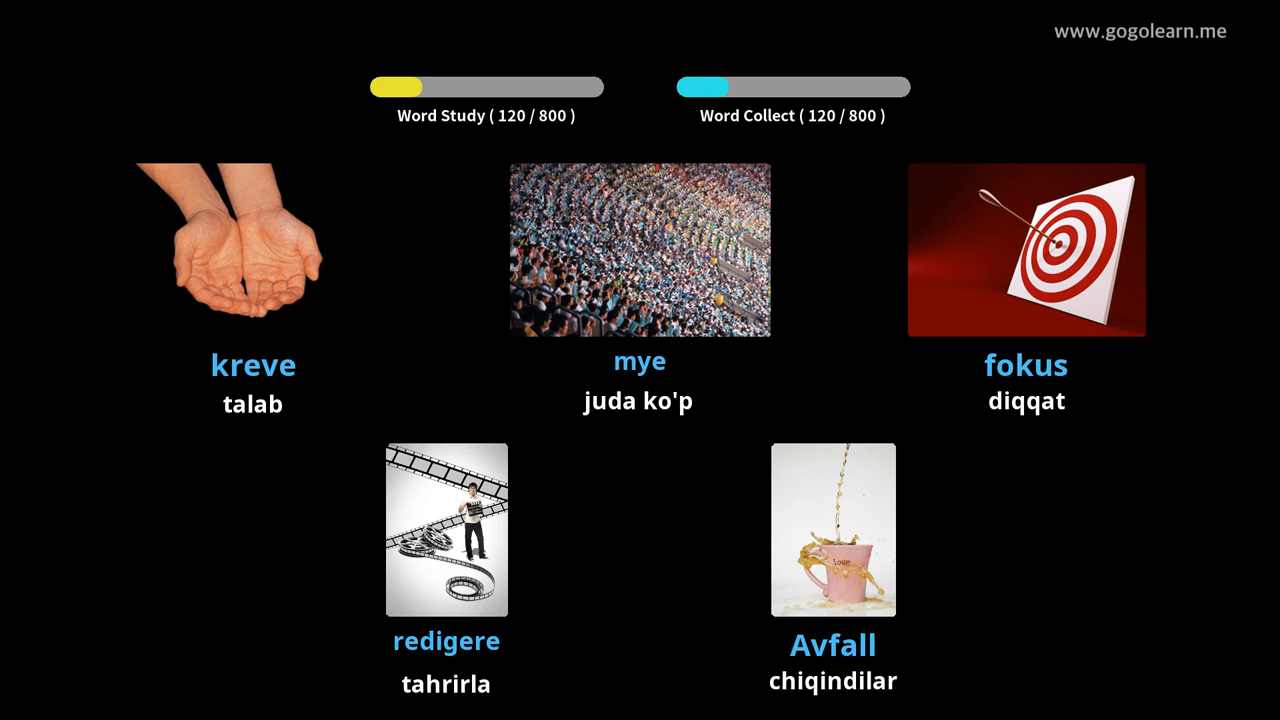 www.gogolearn.me
Word Study ( 120 / 800 )
Word Collect ( 120 / 800 )
kreve
talab
mye
juda ko'p
fokus
diqqat
redigere
tahrirla
love
Avfall
chiqindilar